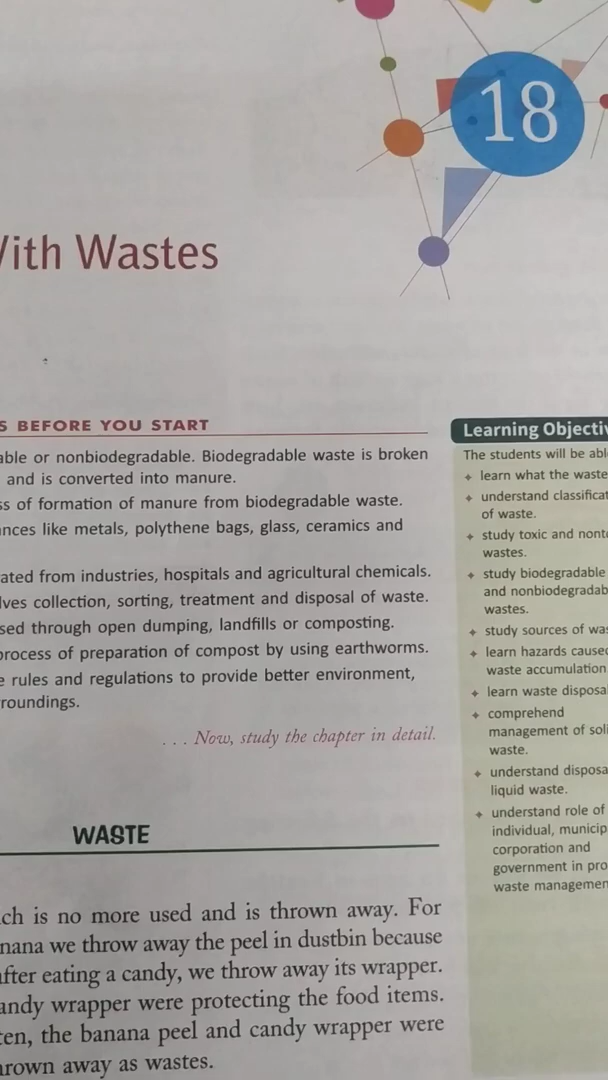 18
With Wastes
S BEFORE YOU START
able or nonbiodegradable. Biodegradable waste is broken
and is converted into manure.
ss of formation of manure from biodegradable waste.
ances like metals, polythene bags, glass, ceramics and
ated from industries, hospitals and agricultural chemicals.
lves collection, sorting, treatment and disposal of waste.
sed through open dumping, landfills or composting.
process of preparation of compost by using earthworms.
e rules and regulations to provide better environment,
roundings.
. . . Now, study the chapter in detail.
WASTE
ch is no more used and is thrown away. For
nana we throw away the peel in dustbin because
after eating a candy, we throw away its wrapper.
andy wrapper were protecting the food items.
ten, the banana peel and candy wrapper were
hrown away as wastes.
Learning Objectiv
The students will be abl
learn what the waste
understand classificat
of waste.
study toxic and nonto
wastes.
study biodegradable
and nonbiodegradab
wastes.
study sources of was
learn hazards caused
waste accumulation
learn waste disposa
comprehend
management of soli
waste.
understand disposa
liquid waste.
understand role of
individual, municip
corporation and
government in pro
waste managemen